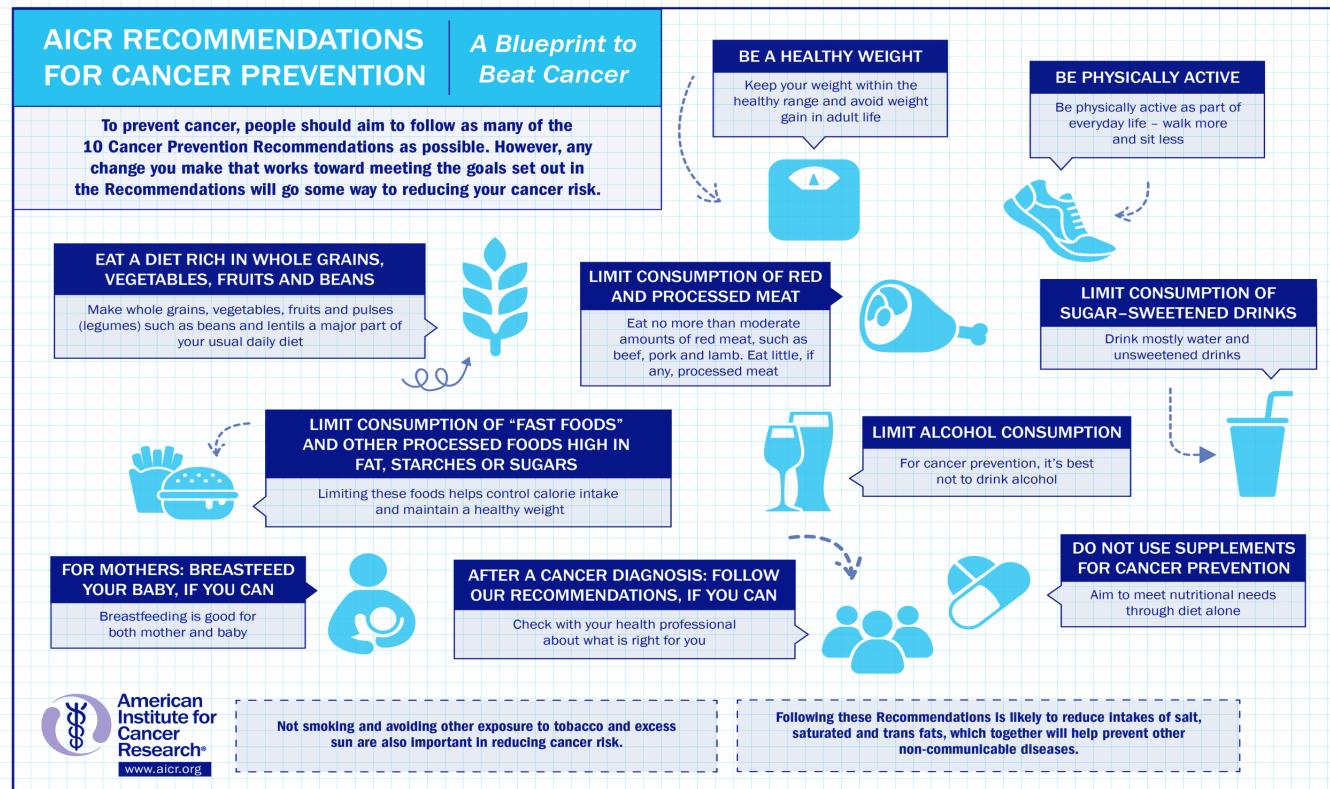 AICR RECOMMENDATIONS
FOR CANCER PREVENTION
A Blueprint to
Beat Cancer
To prevent cancer, people should aim to follow as many of the
10 Cancer Prevention Recommendations as possible. However, any
change you make that works toward meeting the goals set out in
the Recommendations will go some way to reducing your cancer risk.
BE A HEALTHY WEIGHT
Keep your weight within the
healthy range and avoid weight
gain in adult life
BE PHYSICALLY ACTIVE
Be physically active as part of
everyday life – walk more
and sit less
EAT A DIET RICH IN WHOLE GRAINS,
VEGETABLES, FRUITS AND BEANS
Make whole grains, vegetables, fruits and pulses
(legumes) such as beans and lentils a major part of
your usual daily diet
LIMIT CONSUMPTION OF RED
AND PROCESSED MEAT
Eat no more than moderate
amounts of red meat, such as
beef, pork and lamb. Eat little, if
any, processed meat
LIMIT CONSUMPTION OF
SUGAR–SWEETENED DRINKS
Drink mostly water and
unsweetened drinks
LIMIT CONSUMPTION OF “FAST FOODS”
AND OTHER PROCESSED FOODS HIGH IN
FAT, STARCHES OR SUGARS
Limiting these foods helps control calorie intake
and maintain a healthy weight
LIMIT ALCOHOL CONSUMPTION
For cancer prevention, it’s best
not to drink alcohol
FOR MOTHERS: BREASTFEED
YOUR BABY, IF YOU CAN
Breastfeeding is good for
both mother and baby
AFTER A CANCER DIAGNOSIS: FOLLOW
OUR RECOMMENDATIONS, IF YOU CAN
Check with your health professional
about what is right for you
DO NOT USE SUPPLEMENTS
FOR CANCER PREVENTION
Aim to meet nutritional needs
through diet alone
American
Institute for
Cancer
Research®
www.aicr.org
Not smoking and avoiding other exposure to tobacco and excess
sun are also important in reducing cancer risk.
Following these Recommendations is likely to reduce intakes of salt,
saturated and trans fats, which together will help prevent other
non-communicable diseases.